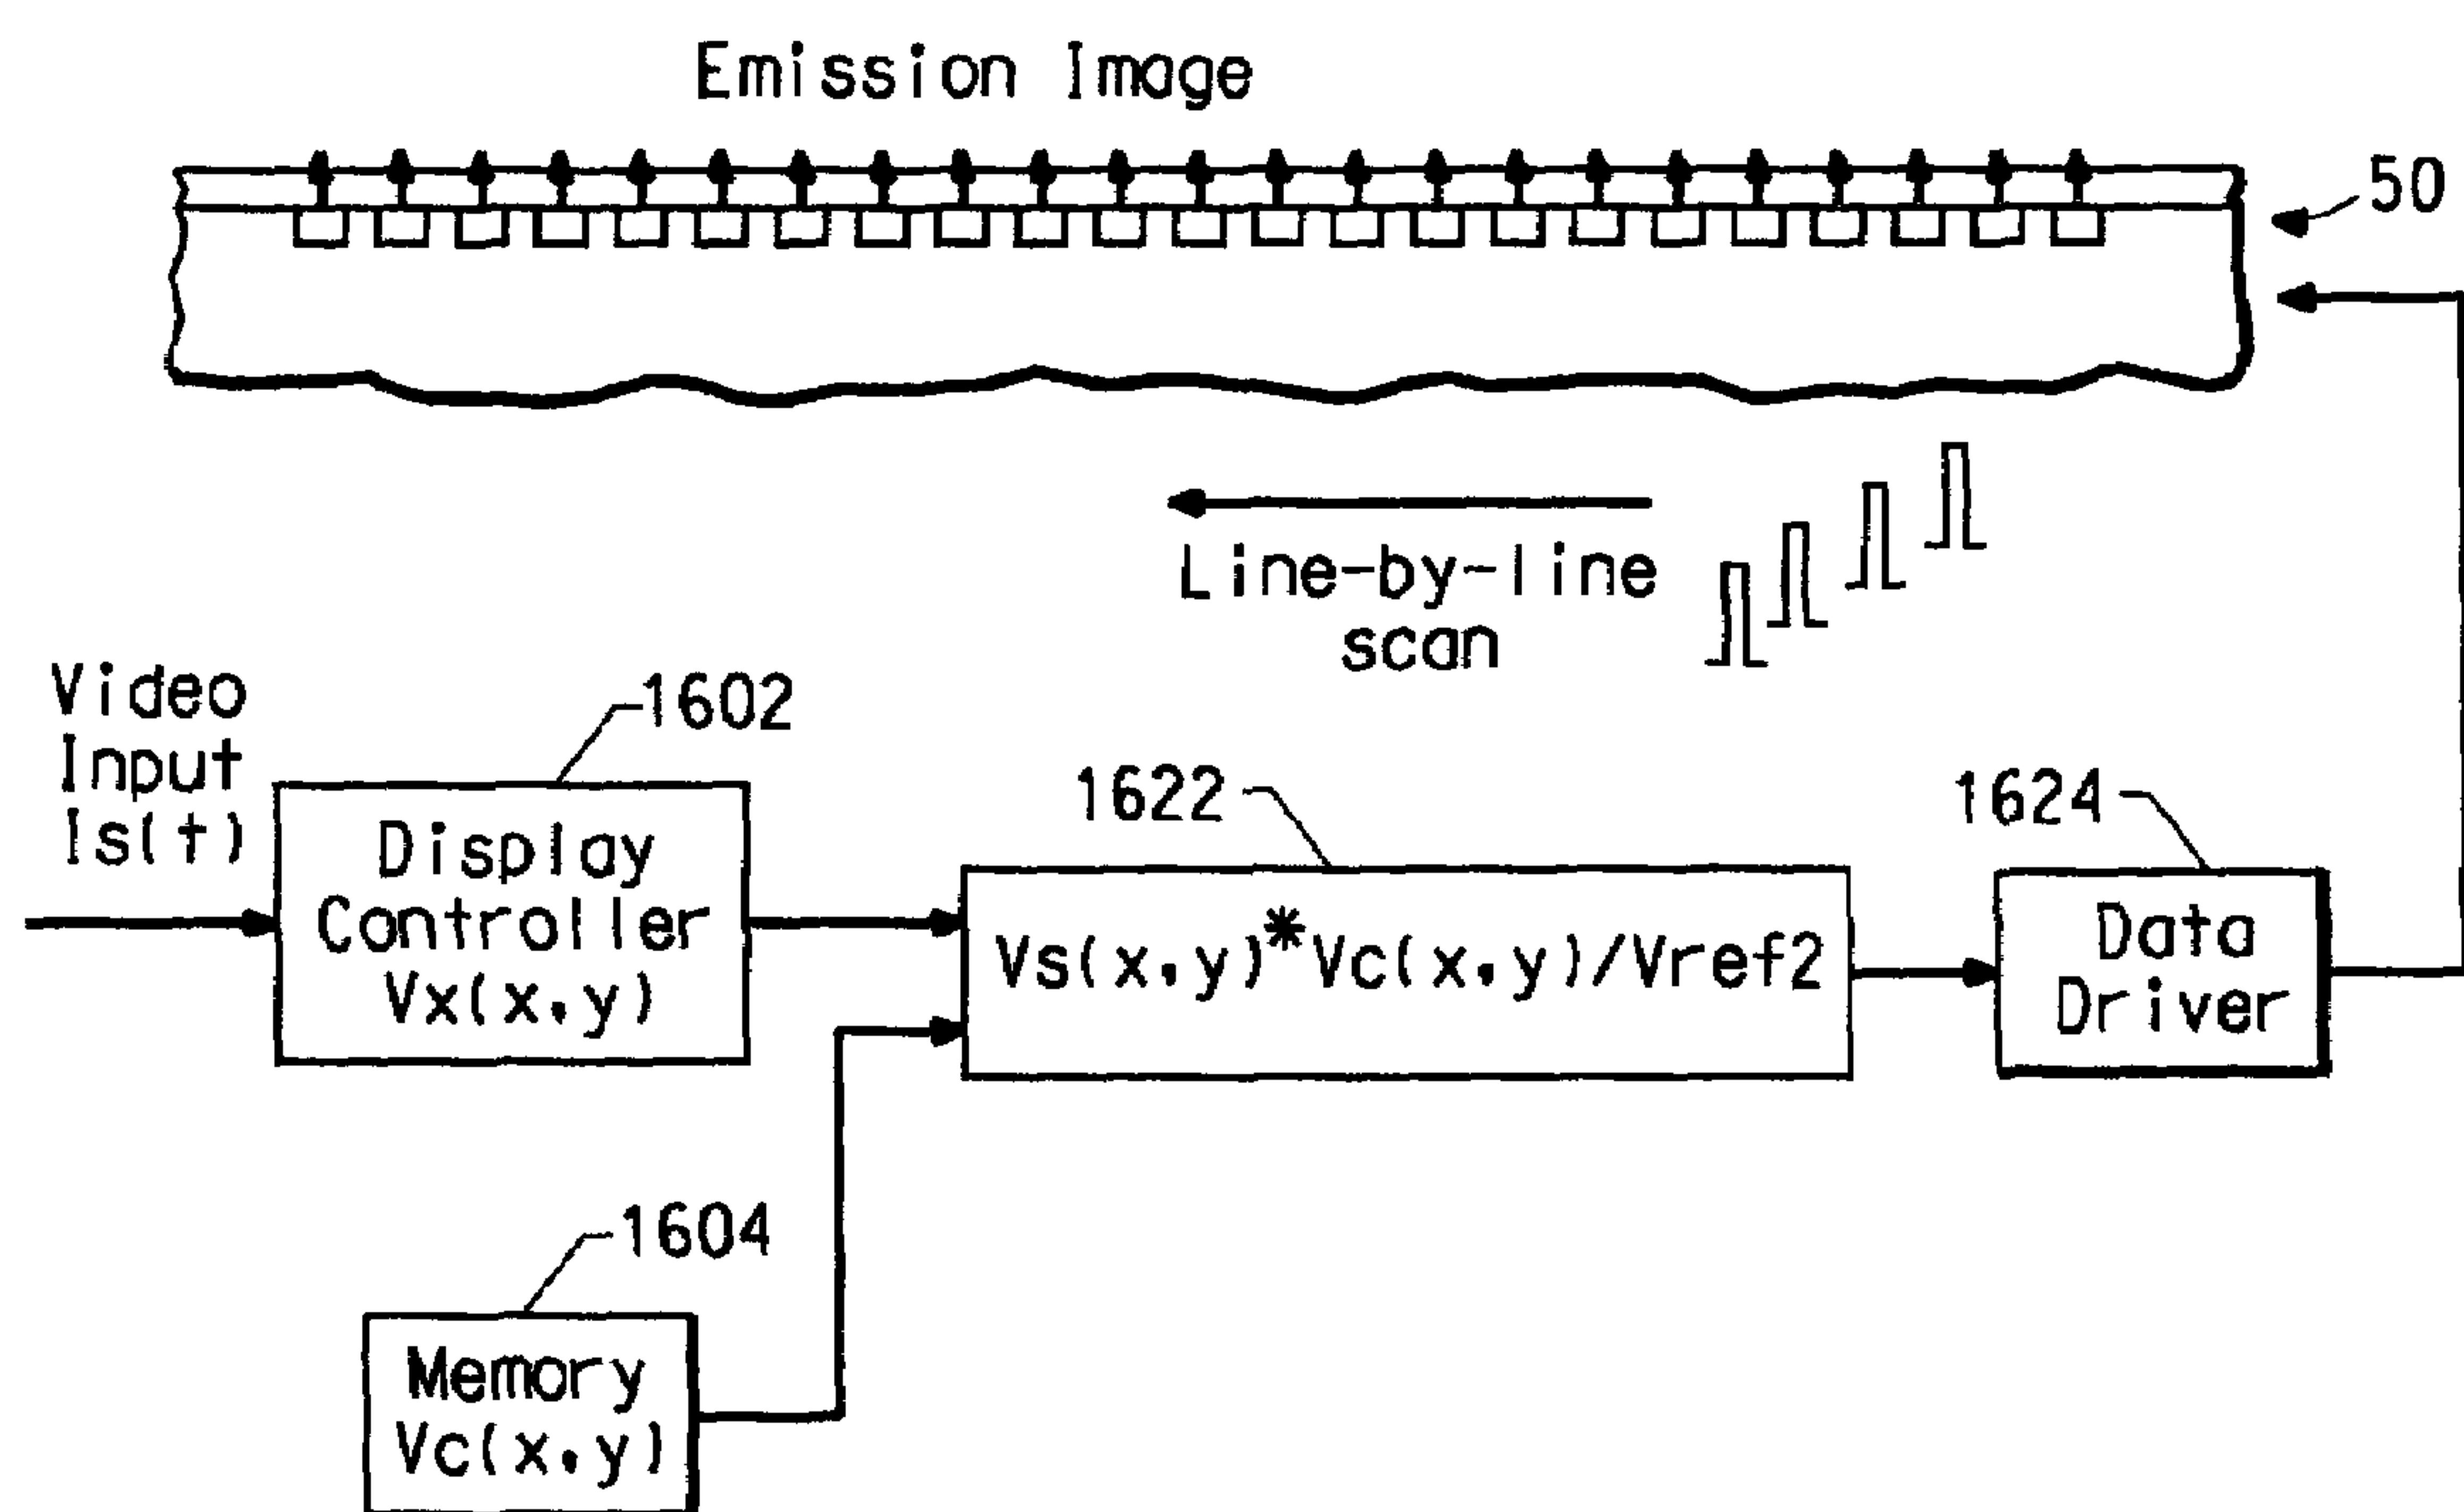 Emission Image
50
Line-by-line
scan
Video
Input
Is(t)
1602
Display
Controller
Vx(x,y)
1622
Vs(x,y)*Vc(x,y)/Vref2
1624
Data
Driver
1604
Memory
Vc(x,y)